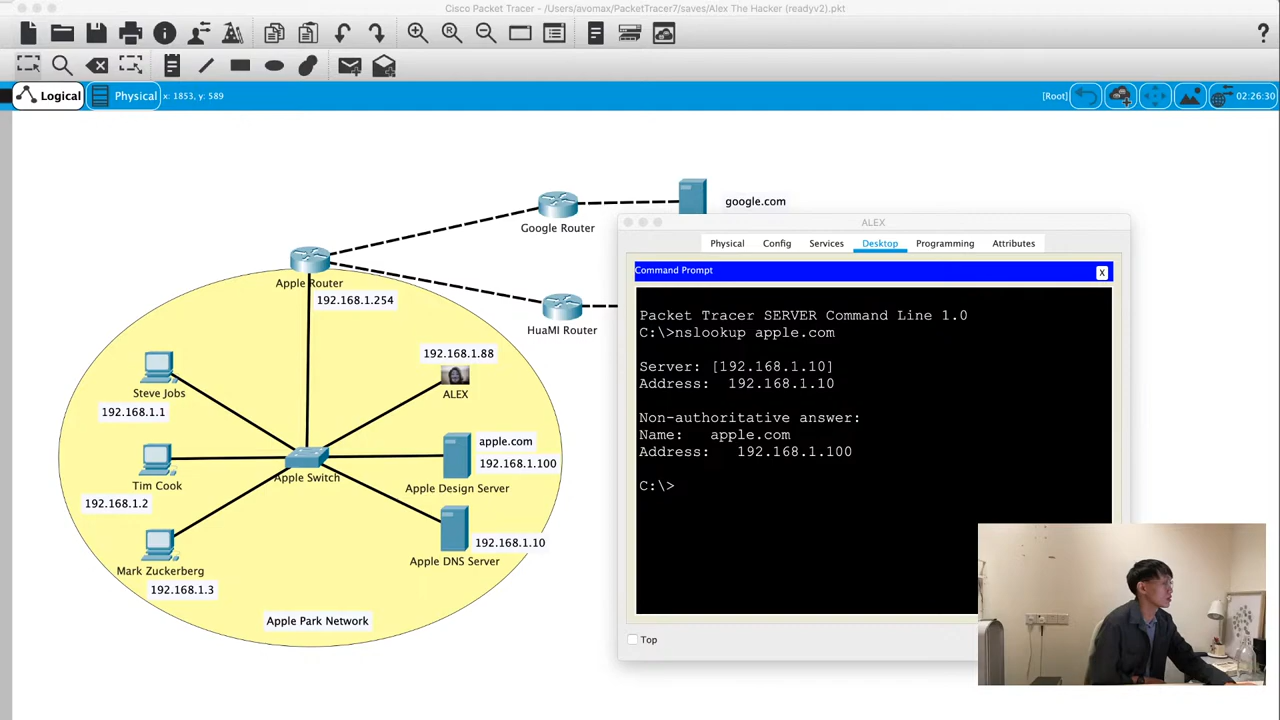 Cisco Packet Tracer - /Users/avomax/PacketTracer7/saves/Alex The Hacker (readyv2).pkt
?
Logical
Physical
x: 1853, y: 589
[Root]
02:26:30
google.com
Google Router
Apple Router
192.168.1.254
HuaMI Router
192.168.1.88
ALEX
Steve Jobs
192.168.1.1
apple.com
192.168.1.100
Apple Design Server
Tim Cook
192.168.1.2
Apple Switch
192.168.1.10
Apple DNS Server
Mark Zuckerberg
192.168.1.3
Apple Park Network
ALEX
Physical
Config
Services
Desktop
Programming
Attributes
Command Prompt
X
Packet Tracer SERVER Command Line 1.0
C:\>nslookup apple.com
Server: [192.168.1.10]
Address: 192.168.1.10
Non-authoritative answer:
Name: apple.com
Address: 192.168.1.100
C:\>
Top